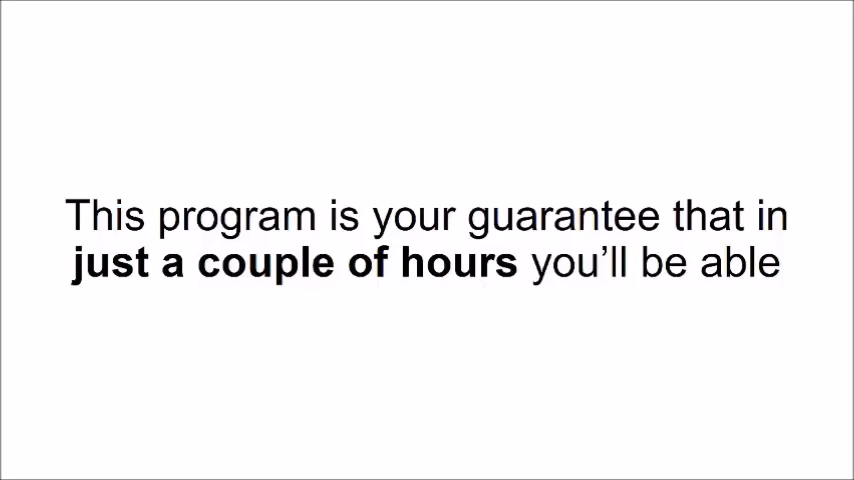 This program is your guarantee that in
just a couple of hours you’ll be able